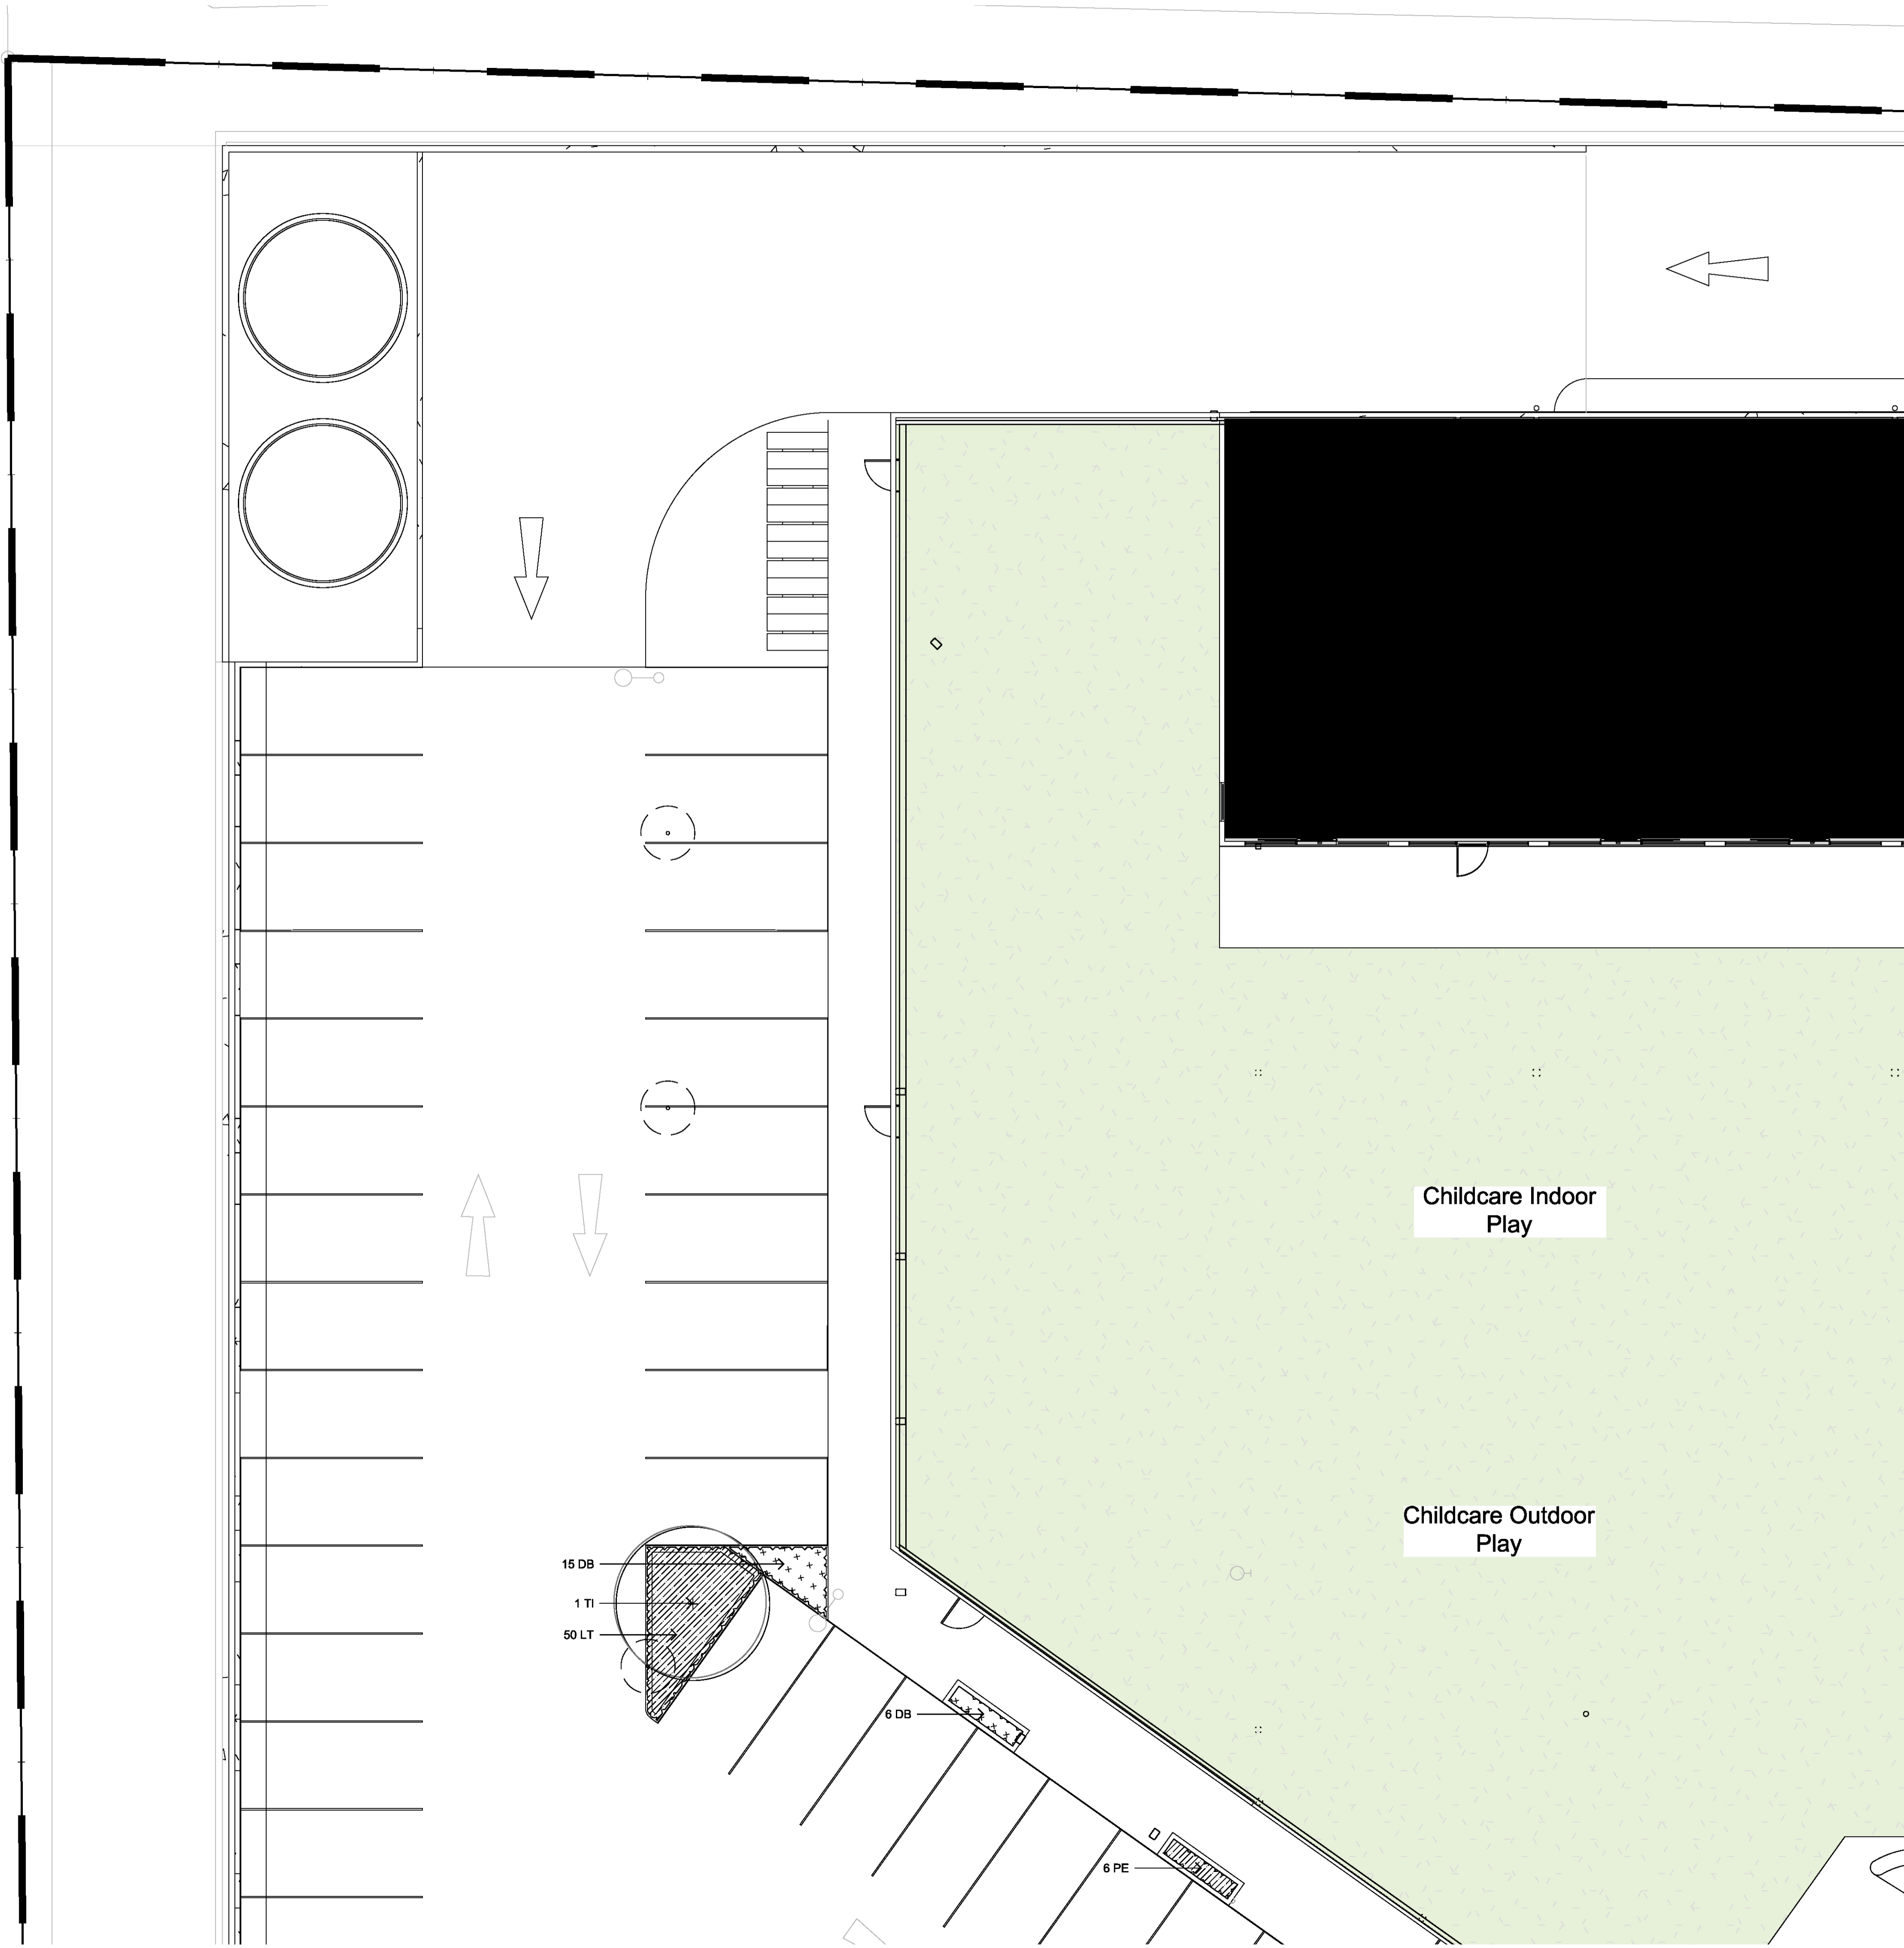 Childcare Indoor
Play
Childcare Outdoor
Play
15 DB
1 TI
50 LT
6 DB
6 PE